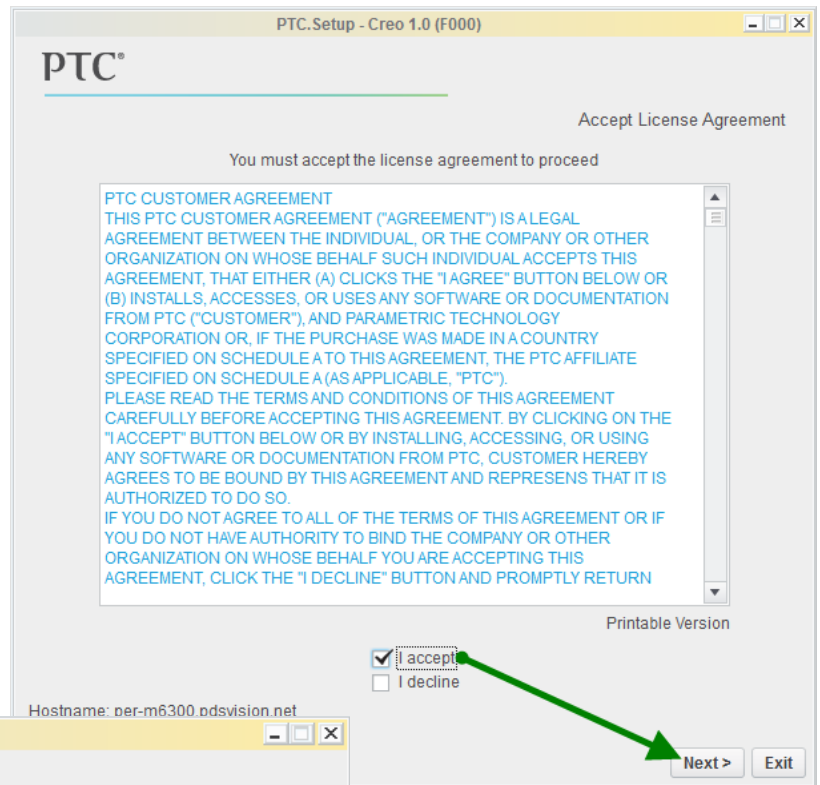 PTC.Setup - Creo 1.0 (F000)
PTC®
Accept License Agreement
You must accept the license agreement to proceed
PTC CUSTOMER AGREEMENT
THIS PTC CUSTOMER AGREEMENT ("AGREEMENT") IS A LEGAL
AGREEMENT BETWEEN THE INDIVIDUAL, OR THE COMPANY OR OTHER
ORGANIZATION ON WHOSE BEHALF SUCH INDIVIDUAL ACCEPTS THIS
AGREEMENT, THAT EITHER (A) CLICKS THE "I AGREE" BUTTON BELOW OR
(B) INSTALLS, ACCESSES, OR USES ANY SOFTWARE OR DOCUMENTATION
FROM PTC ("CUSTOMER"), AND PARAMETRIC TECHNOLOGY
CORPORATION OR, IF THE PURCHASE WAS MADE IN A COUNTRY
SPECIFIED ON SCHEDULE A TO THIS AGREEMENT, THE PTC AFFILIATE
SPECIFIED ON SCHEDULE A (AS APPLICABLE, "PTC").
PLEASE READ THE TERMS AND CONDITIONS OF THIS AGREEMENT
CAREFULLY BEFORE ACCEPTING THIS AGREEMENT. BY CLICKING ON THE
"I ACCEPT" BUTTON BELOW OR BY INSTALLING, ACCESSING, OR USING
ANY SOFTWARE OR DOCUMENTATION FROM PTC, CUSTOMER HEREBY
AGREES TO BE BOUND BY THIS AGREEMENT AND REPRESENS THAT IT IS
AUTHORIZED TO DO SO.
IF YOU DO NOT AGREE TO ALL OF THE TERMS OF THIS AGREEMENT OR IF
YOU DO NOT HAVE AUTHORITY TO BIND THE COMPANY OR OTHER
ORGANIZATION ON WHOSE BEHALF YOU ARE ACCEPTING THIS
AGREEMENT, CLICK THE "I DECLINE" BUTTON AND PROMPTLY RETURN
Printable Version
I accept
I decline
Hostname: per-m6300.pdsvision.net
Next > Exit